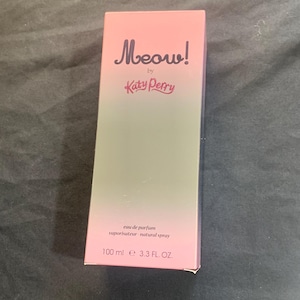 Meow!
by
Katy Perry
eau de parfum
vaporisateur · natural spray
100 ml ℮ 3.3 FL. OZ.